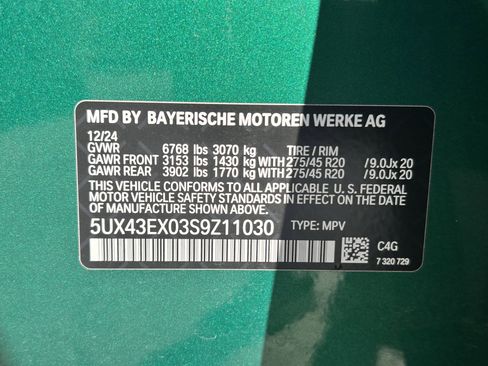 MFD BY BAYERISCHE MOTOREN WERKE AG
12/24
GVWR 6768 lbs 3070 kg TIRE / RIM
GAWR FRONT 3153 lbs 1430 kg WITH 275/45 R20 / 9.0Jx 20
GAWR REAR 3902 lbs 1770 kg WITH 275/45 R20 / 9.0Jx 20
THIS VEHICLE CONFORMS TO ALL APPLICABLE U. S. FEDERAL
MOTOR VEHICLE SAFETY STANDARDS IN EFFECT ON THE DATE
OF MANUFACTURE SHOWN ABOVE.
5UX43EX03S9Z11030 TYPE: MPV
C4G
7 320 729